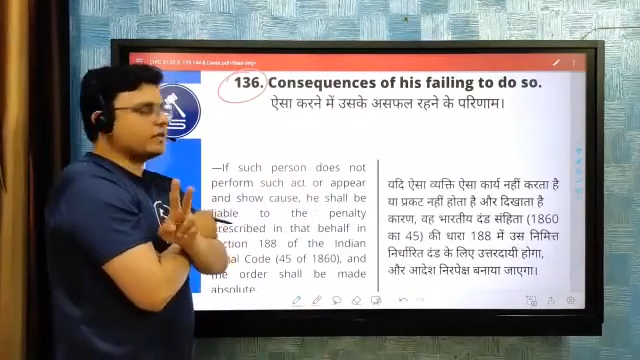 136. Consequences of his failing to do so.
ऐसा करने में उसके असफल रहने के परिणाम।
—If such person does not
perform such act or appear
and show cause, he shall be
liable to the penalty
prescribed in that behalf in
188 of the Indian
Code (45 of 1860), and
the order shall be made
absolute.
यदि ऐसा व्यक्ति ऐसा कार्य नहीं करता है
या प्रकट नहीं होता है और दिखाता है
कारण, वह भारतीय दंड संहिता (1860
का 45) की धारा 188 में उस निमित्त
निर्धारित दंड के लिए उत्तरदायी होगा,
और आदेश निरपेक्ष बनाया जाएगा।